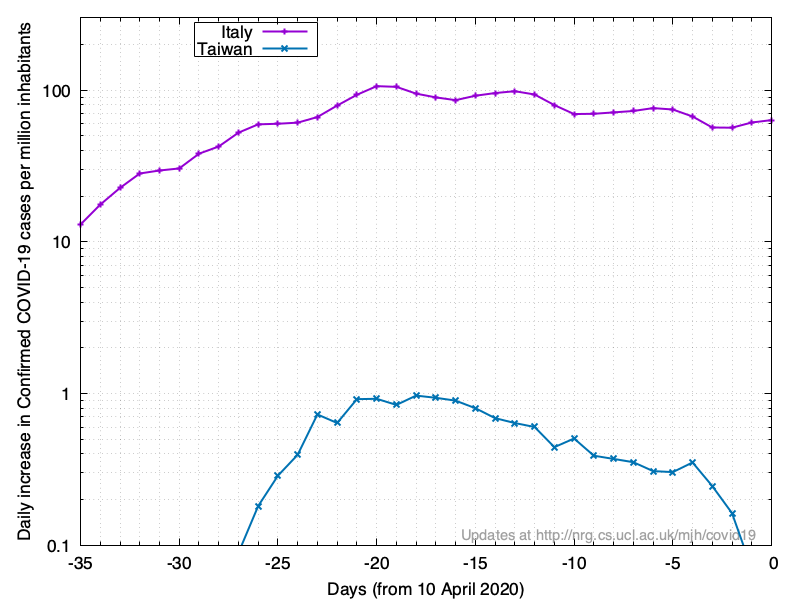 Italy
Taiwan
Daily increase in Confirmed COVID-19 cases per million inhabitants
100
10
1
0.1
Updates at http://nrg.cs.ucl.ac.uk/mjh/covid19
-35 -30 -25 -20 -15 -10 -5 0
Days (from 10 April 2020)